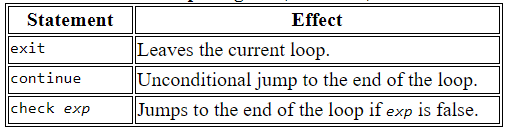 Statement Effect
exit Leaves the current loop.
continue Unconditional jump to the end of the loop.
check exp Jumps to the end of the loop if exp is false.